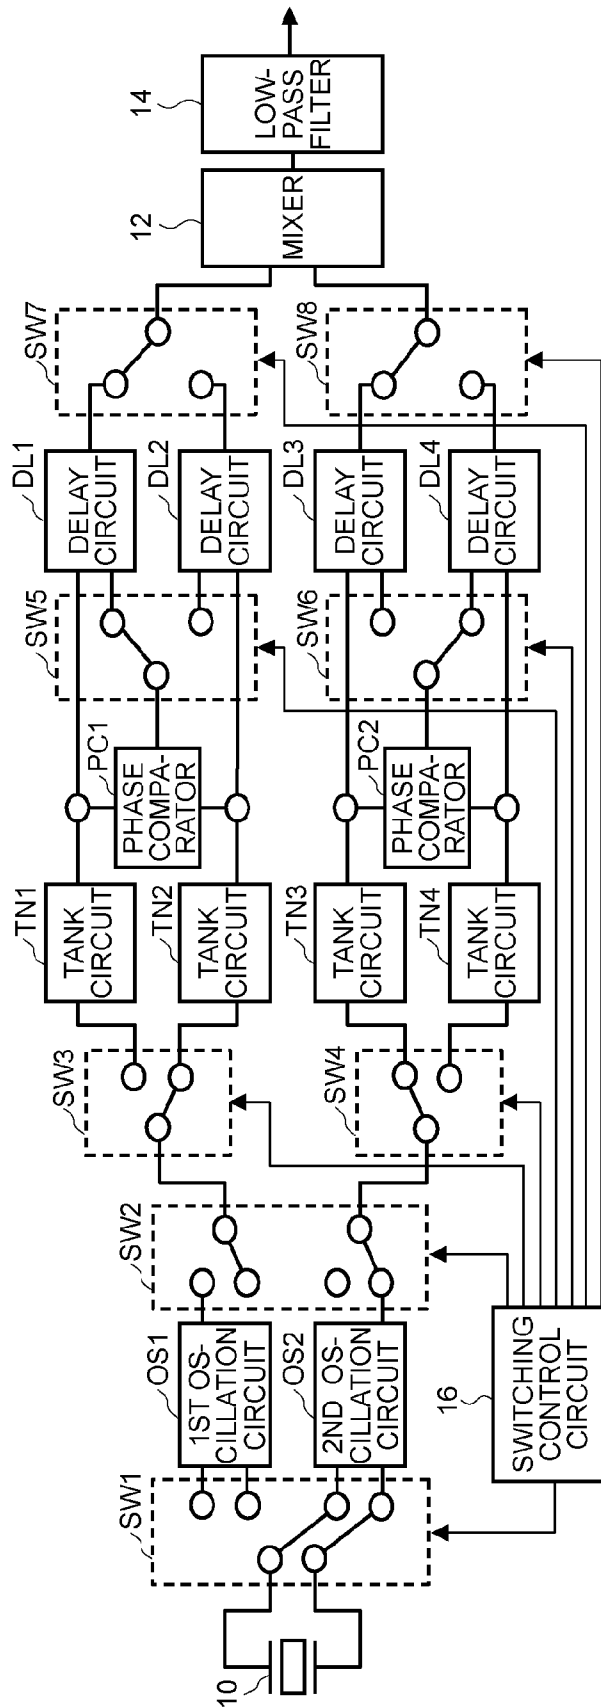 10
SW1
OS1
1ST OS-
CILLATION
CIRCUIT
OS2
2ND OS-
CILLATION
CIRCUIT
SW2
SW3
SW4
TN1
TANK
CIRCUIT
TN2
TANK
CIRCUIT
TN3
TANK
CIRCUIT
TN4
TANK
CIRCUIT
PC1
PHASE
COMPA-
RATOR
PC2
PHASE
COMPA-
RATOR
SW5
SW6
DL1
DELAY
CIRCUIT
DL2
DELAY
CIRCUIT
DL3
DELAY
CIRCUIT
DL4
DELAY
CIRCUIT
SW7
SW8
12
MIXER
14
LOW-
PASS
FILTER
16
SWITCHING
CONTROL
CIRCUIT